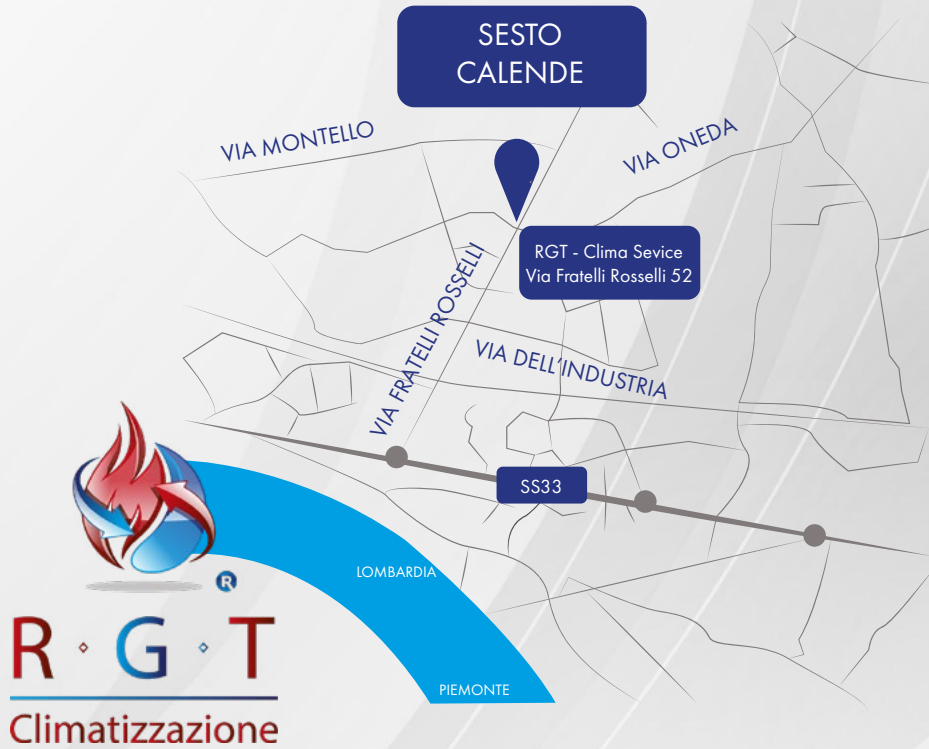 SESTO
CALENDE
VIA MONTELLO
VIA ONEDA
RGT - Clima Sevice
Via Fratelli Rosselli 52
VIA FRATELLI ROSSELLI
VIA DELL'INDUSTRIA
SS33
LOMBARDIA
PIEMONTE
®
R G T
Climatizzazione